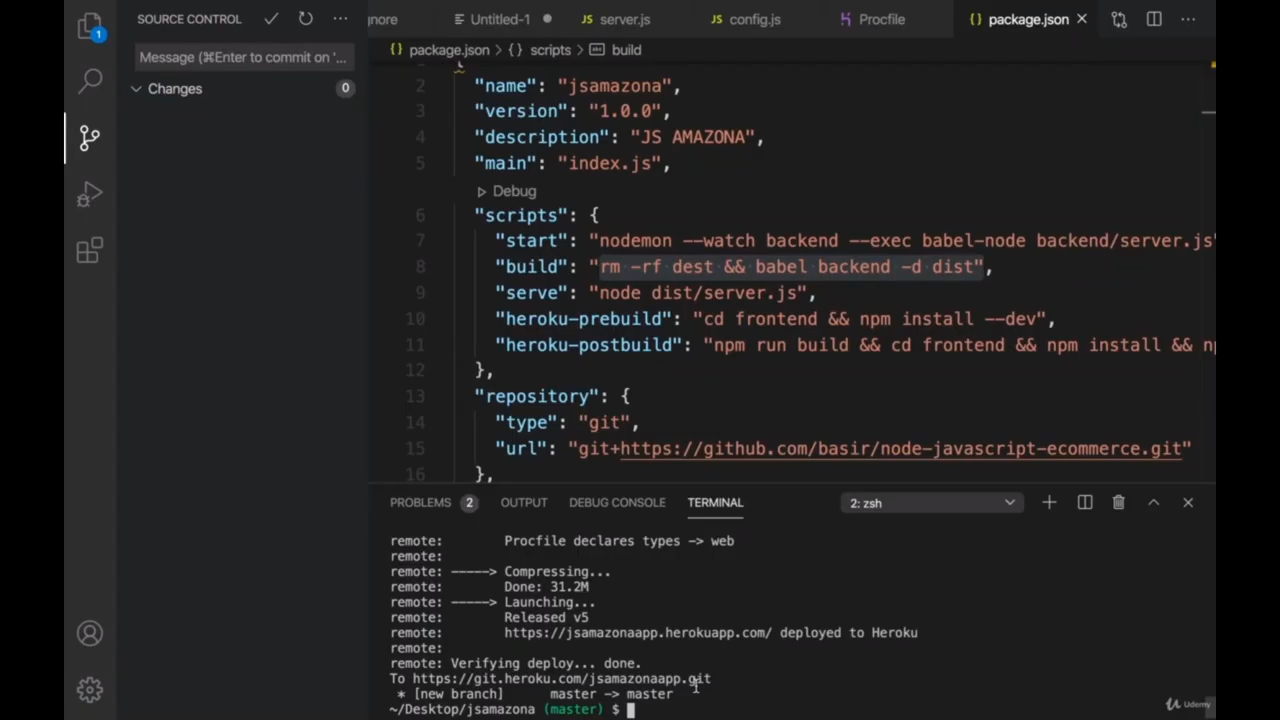 SOURCE CONTROL
Message (⌘Enter to commit on '...
Changes 0
1
gnore
Untitled-1
JS server.js
JS config.js
Procfile
{} package.json
{} package.json > {} scripts > build
1 {
2 "name": "jsamazona",
3 "version": "1.0.0",
4 "description": "JS AMAZONA",
5 "main": "index.js",
Debug
6 "scripts": {
7 "start": "nodemon --watch backend --exec babel-node backend/server.js"
8 "build": "rm -rf dest && babel backend -d dist",
9 "serve": "node dist/server.js",
10 "heroku-prebuild": "cd frontend && npm install --dev",
11 "heroku-postbuild": "npm run build && cd frontend && npm install && np
12 },
13 "repository": {
14 "type": "git",
15 "url": "git+https://github.com/basir/node-javascript-ecommerce.git"
16 },
PROBLEMS 2 OUTPUT DEBUG CONSOLE TERMINAL 2: zsh
remote: Procfile declares types -> web
remote:
remote: -----> Compressing...
remote: Done: 31.2M
remote: -----> Launching...
remote: Released v5
remote: https://jsamazonaapp.herokuapp.com/ deployed to Heroku
remote:
remote: Verifying deploy... done.
To https://git.heroku.com/jsamazonaapp.git
* [new branch] master -> master
~/Desktop/jsamazona (master) $
Udemy